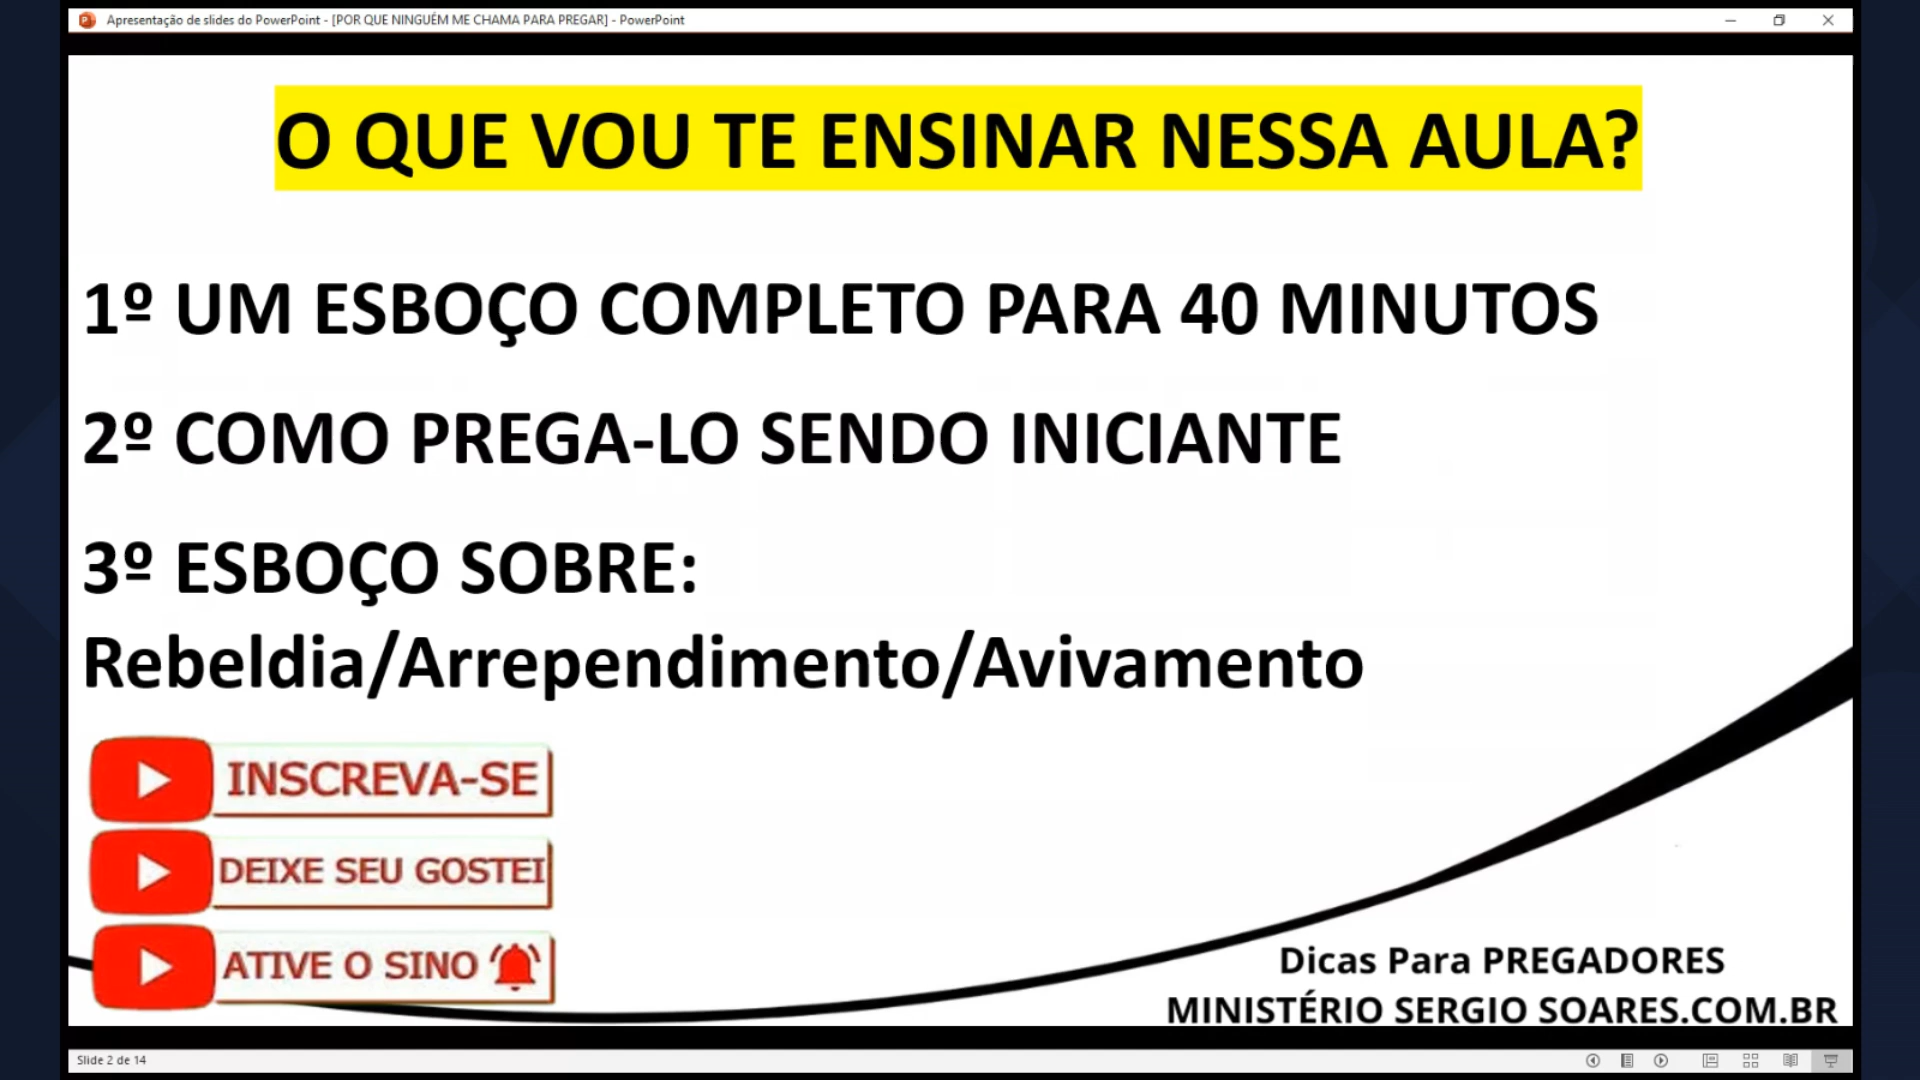 Apresentação de slides do PowerPoint - [POR QUE NINGUÉM ME CHAMA PARA PREGAR] - PowerPoint
O QUE VOU TE ENSINAR NESSA AULA?
1º UM ESBOÇO COMPLETO PARA 40 MINUTOS
2º COMO PREGA-LO SENDO INICIANTE
3º ESBOÇO SOBRE:
Rebeldia/Arrependimento/Avivamento
INSCREVA-SE
DEIXE SEU GOSTEI
ATIVE O SINO
Dicas Para PREGADORES
MINISTÉRIO SERGIO SOARES.COM.BR
Slide 2 de 14